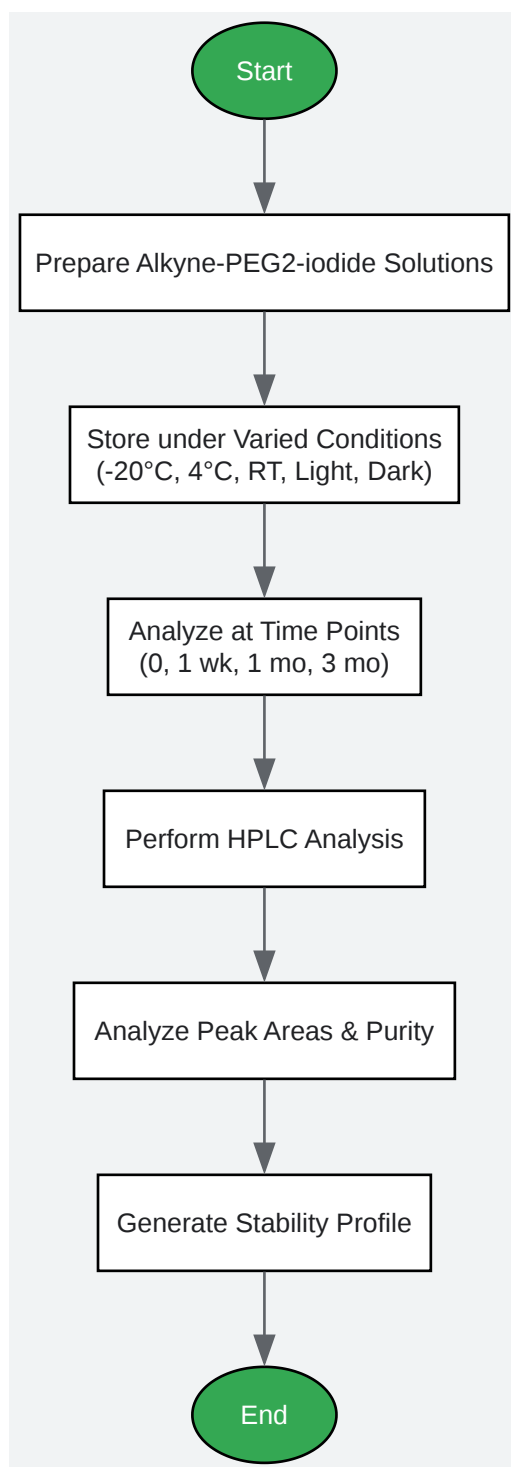 Start
Prepare Alkyne-PEG2-iodide Solutions
Store under Varied Conditions
(-20°C, 4°C, RT, Light, Dark)
Analyze at Time Points
(0, 1 wk, 1 mo, 3 mo)
Perform HPLC Analysis
Analyze Peak Areas & Purity
Generate Stability Profile
End